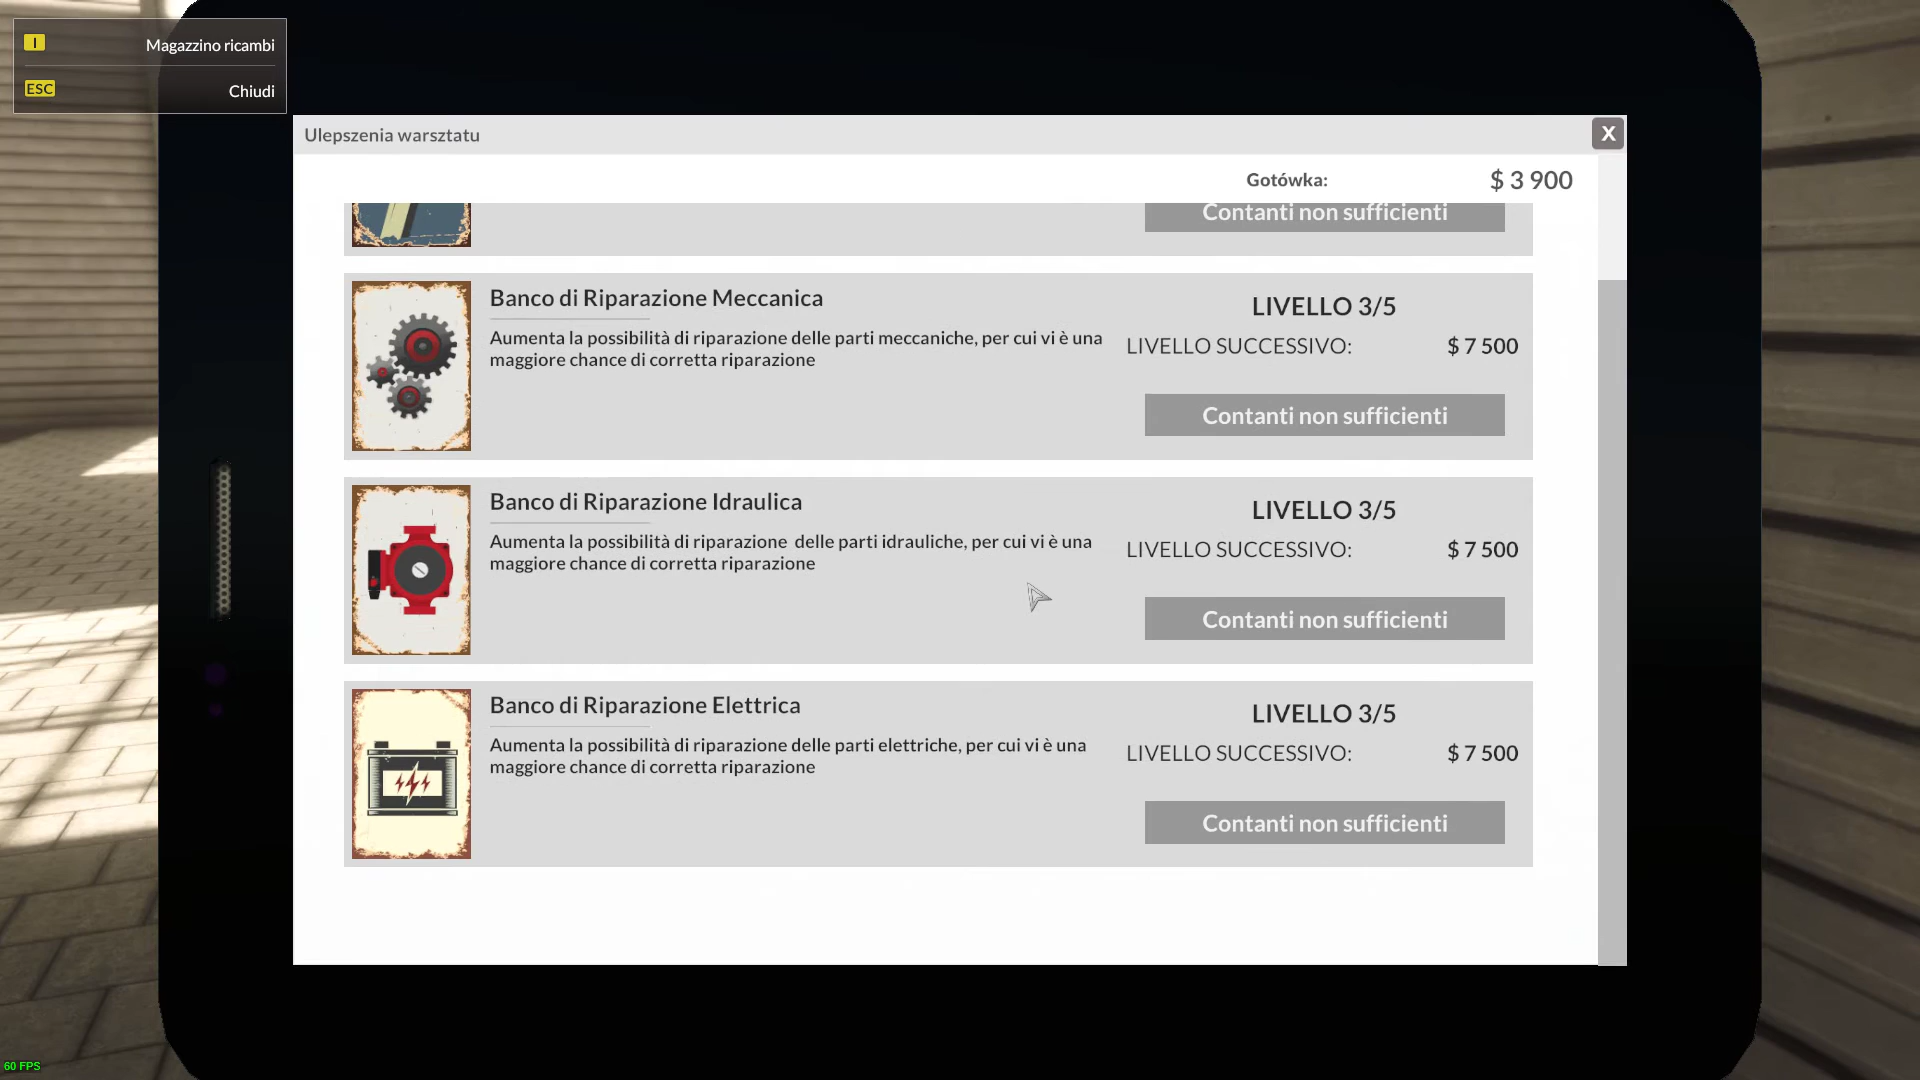 I Magazzino ricambi
ESC Chiudi
Ulepszenia warsztatu
X
Gotówka: $ 3 900
Contanti non sufficienti
Banco di Riparazione Meccanica
Aumenta la possibilità di riparazione delle parti meccaniche, per cui vi è una
maggiore chance di corretta riparazione
LIVELLO 3/5
LIVELLO SUCCESSIVO: $ 7 500
Contanti non sufficienti
Banco di Riparazione Idraulica
Aumenta la possibilità di riparazione  delle parti idrauliche, per cui vi è una
maggiore chance di corretta riparazione
LIVELLO 3/5
LIVELLO SUCCESSIVO: $ 7 500
Contanti non sufficienti
Banco di Riparazione Elettrica
Aumenta la possibilità di riparazione delle parti elettriche, per cui vi è una
maggiore chance di corretta riparazione
LIVELLO 3/5
LIVELLO SUCCESSIVO: $ 7 500
Contanti non sufficienti
60 FPS